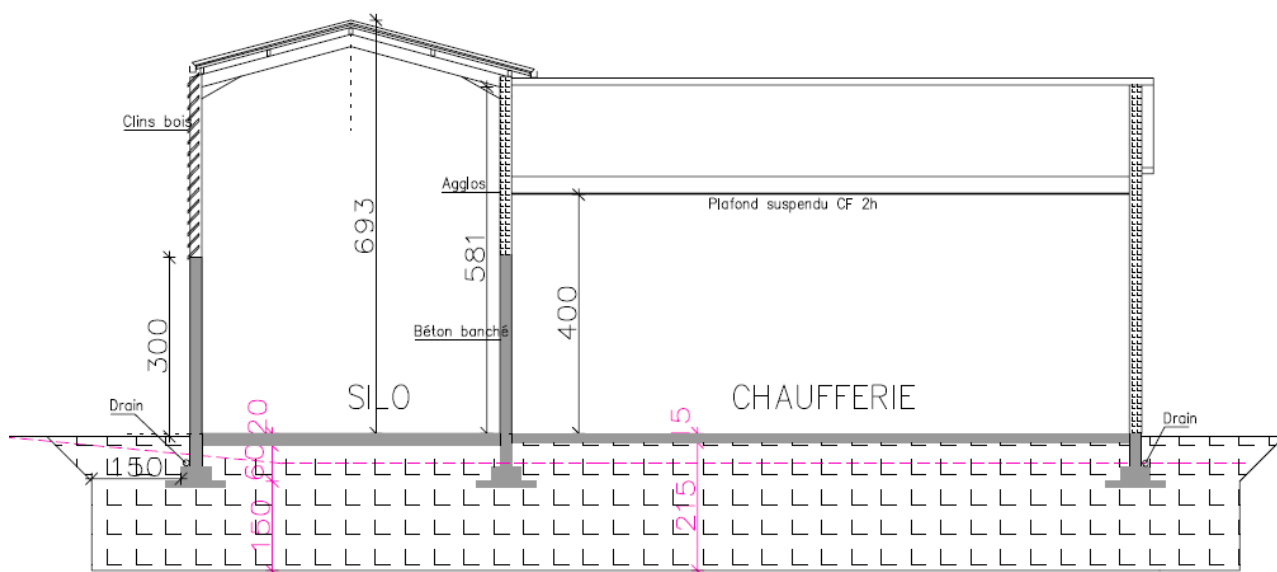 Clins bois
693
Agglos
Plafond suspendu CF 2h
581
400
300
Béton banché
SILO
CHAUFFERIE
Drain
20
15
Drain
150
60
150
215